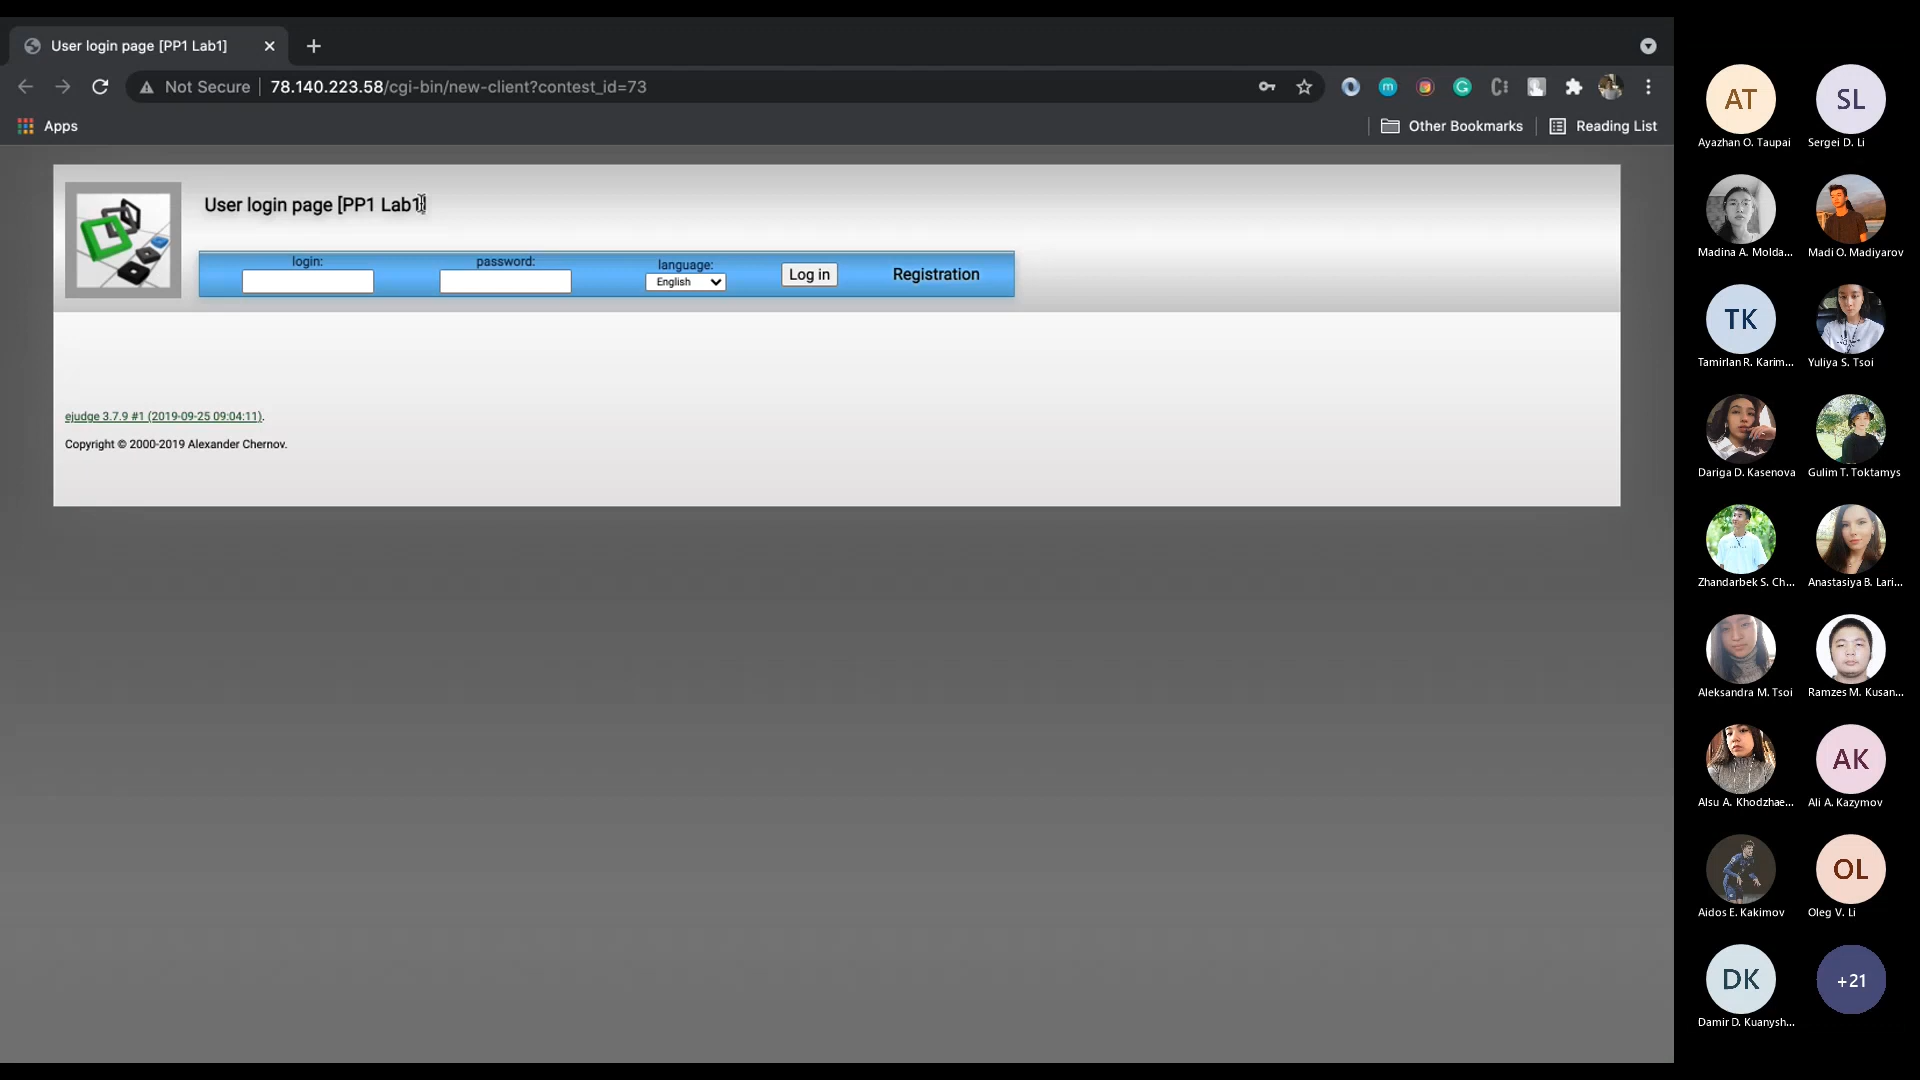 User login page [PP1 Lab1]
Not Secure
78.140.223.58/cgi-bin/new-client?contest_id=73
Apps
Other Bookmarks
Reading List
User login page [PP1 Lab1]
login:
password:
language:
English
Log in
Registration
ejudge 3.7.9 #1 (2019-09-25 09:04:11).
Copyright © 2000-2019 Alexander Chernov.
AT
SL
Ayazhan O. Taupai
Sergei D. Li
Madina A. Molda...
Madi O. Madiyarov
TK
Tamirlan R. Karim...
Yuliya S. Tsoi
Dariga D. Kasenova
Gulim T. Toktamys
Zhandarbek S. Ch...
Anastasiya B. Lari...
Aleksandra M. Tsoi
Ramzes M. Kusan...
AK
Alsu A. Khodzhae...
Ali A. Kazymov
OL
Aidos E. Kakimov
Oleg V. Li
DK
+21
Damir D. Kuanysh...